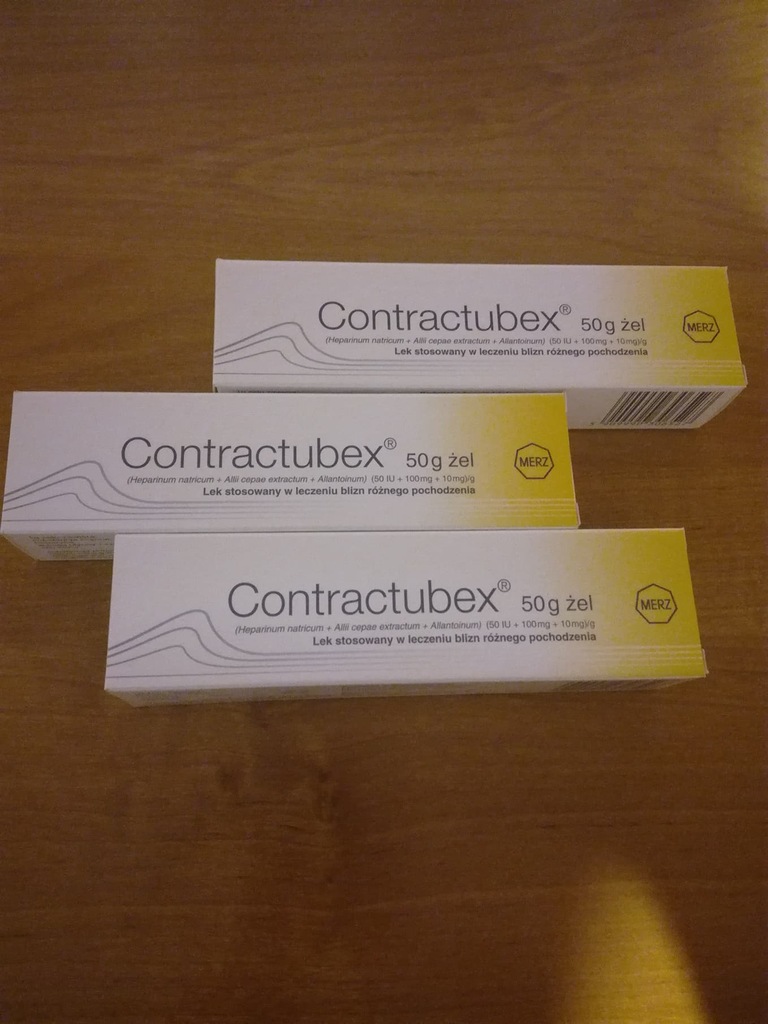 Contractubex® 50g żel
(Heparinum natricum + Allii cepae extractum + Allantoinum) (50 IU + 100mg + 10mg)/g
Lek stosowany w leczeniu blizn różnego pochodzenia
MERZ
Contractubex® 50g żel
(Heparinum natricum + Allii cepae extractum + Allantoinum) (50 IU + 100mg + 10mg)/g
Lek stosowany w leczeniu blizn różnego pochodzenia
MERZ
Contractubex® 50g żel
(Heparinum natricum + Allii cepae extractum + Allantoinum) (50 IU + 100mg + 10mg)/g
Lek stosowany w leczeniu blizn różnego pochodzenia
MERZ